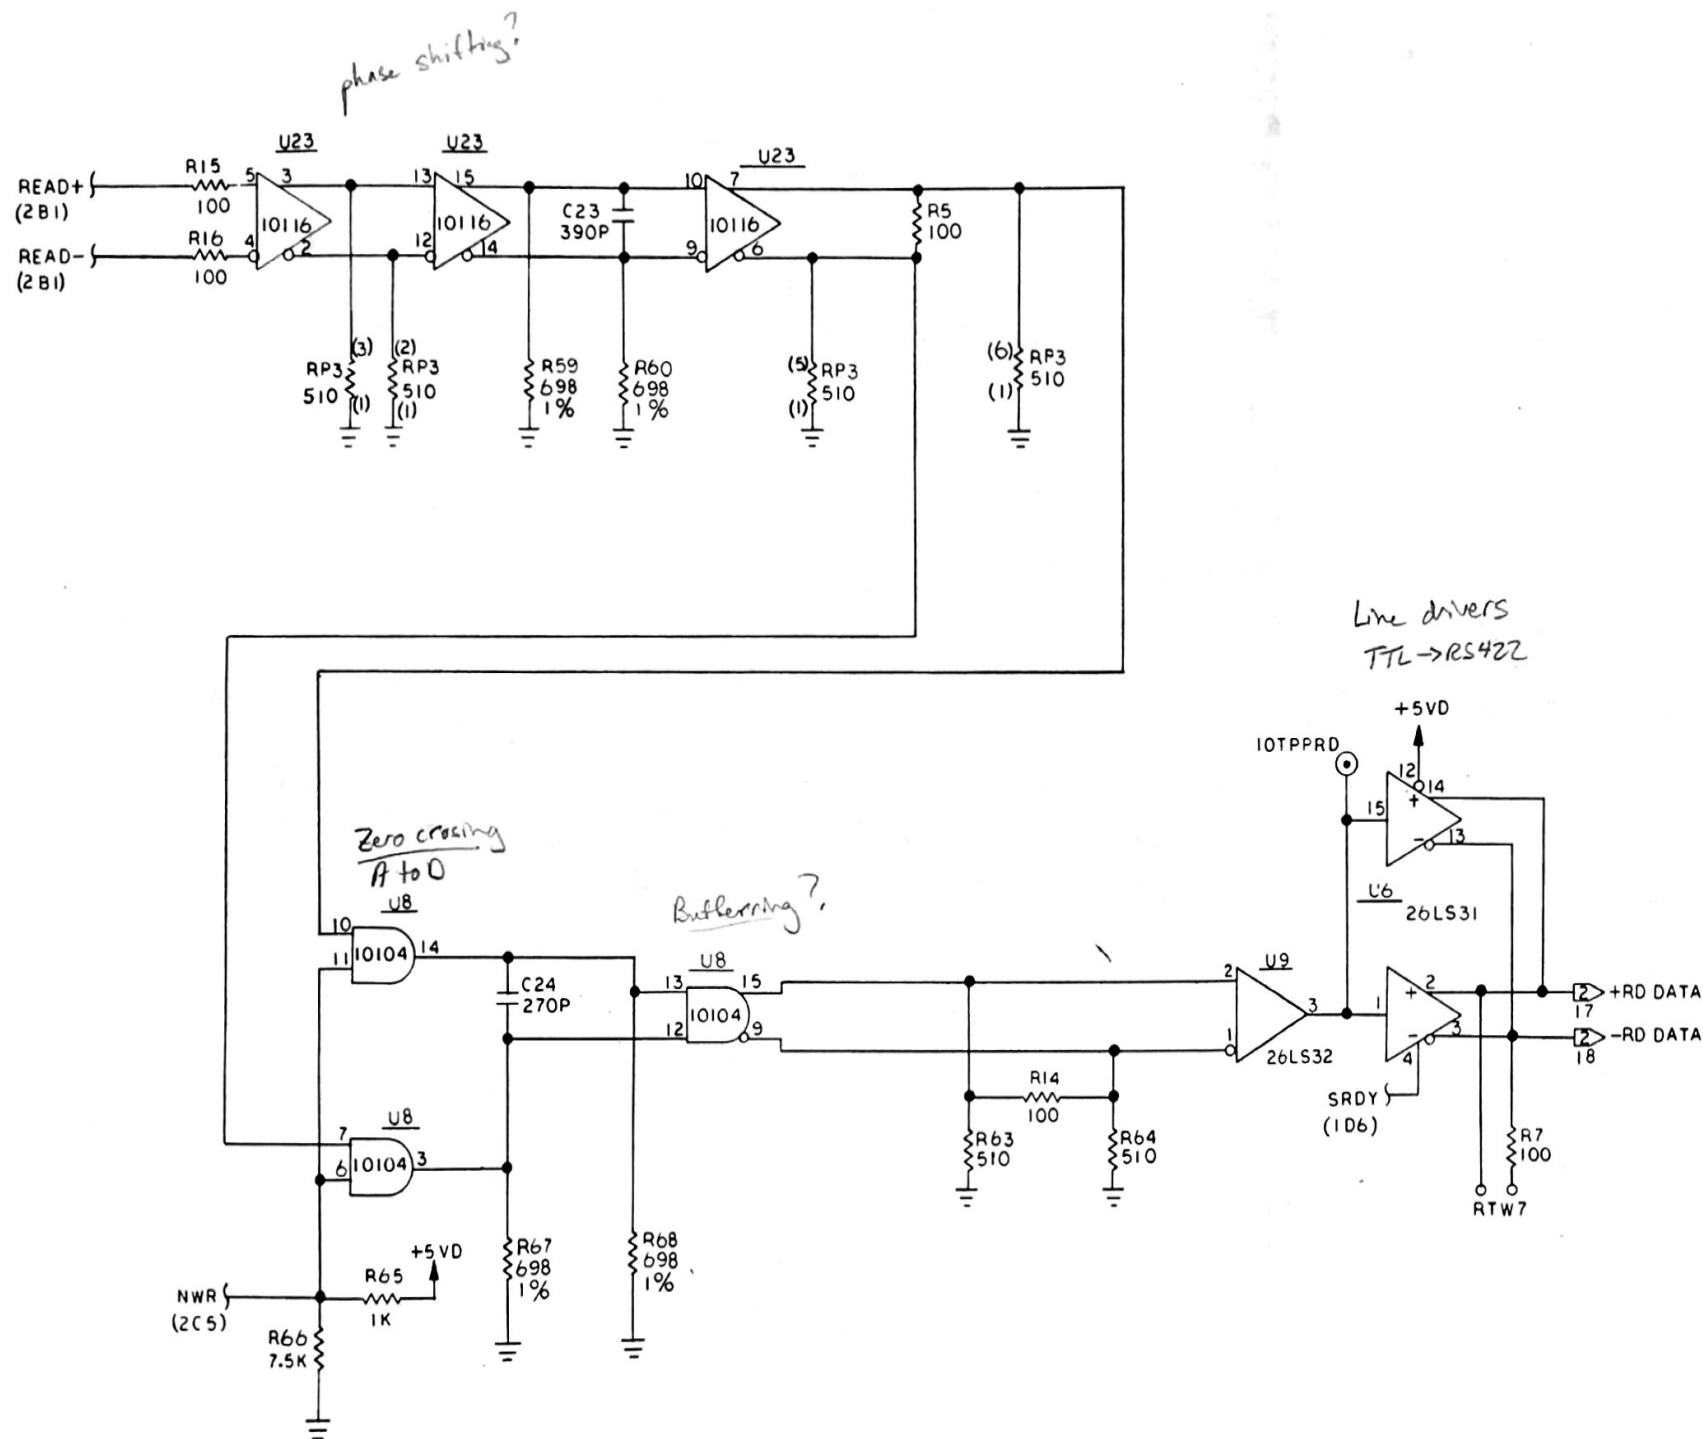 phase shifting?
U23
U23
U23
READ+
(2B1)
R15
100
5
3
10116
13
15
10116
C23
390P
10
7
10116
R5
100
READ-
(2B1)
R16
100
4
2
12
14
9
6
(3)
RP3
510
(1)
(2)
RP3
510
(1)
R59
698
1%
R60
698
1%
(5)
RP3
510
(1)
(6)
RP3
510
(1)
Line drivers
TTL→RS422
+5VD
IOTPPRD
12
14
15
+
-
13
U6
26LS31
Zero crosing
A to D
U8
10
11
10104
14
C24
270P
Bufferring?
U8
13
15
10104
12
9
U9
2
3
1
26LS32
1
+
2
-
3
4
2
+RD DATA
17
2
-RD DATA
18
SRDY
(1D6)
R14
100
R63
510
R64
510
R7
100
RTW7
U8
7
6
10104
3
R67
698
1%
R68
698
1%
+5VD
R65
1K
NWR
(2C5)
R66
7.5K